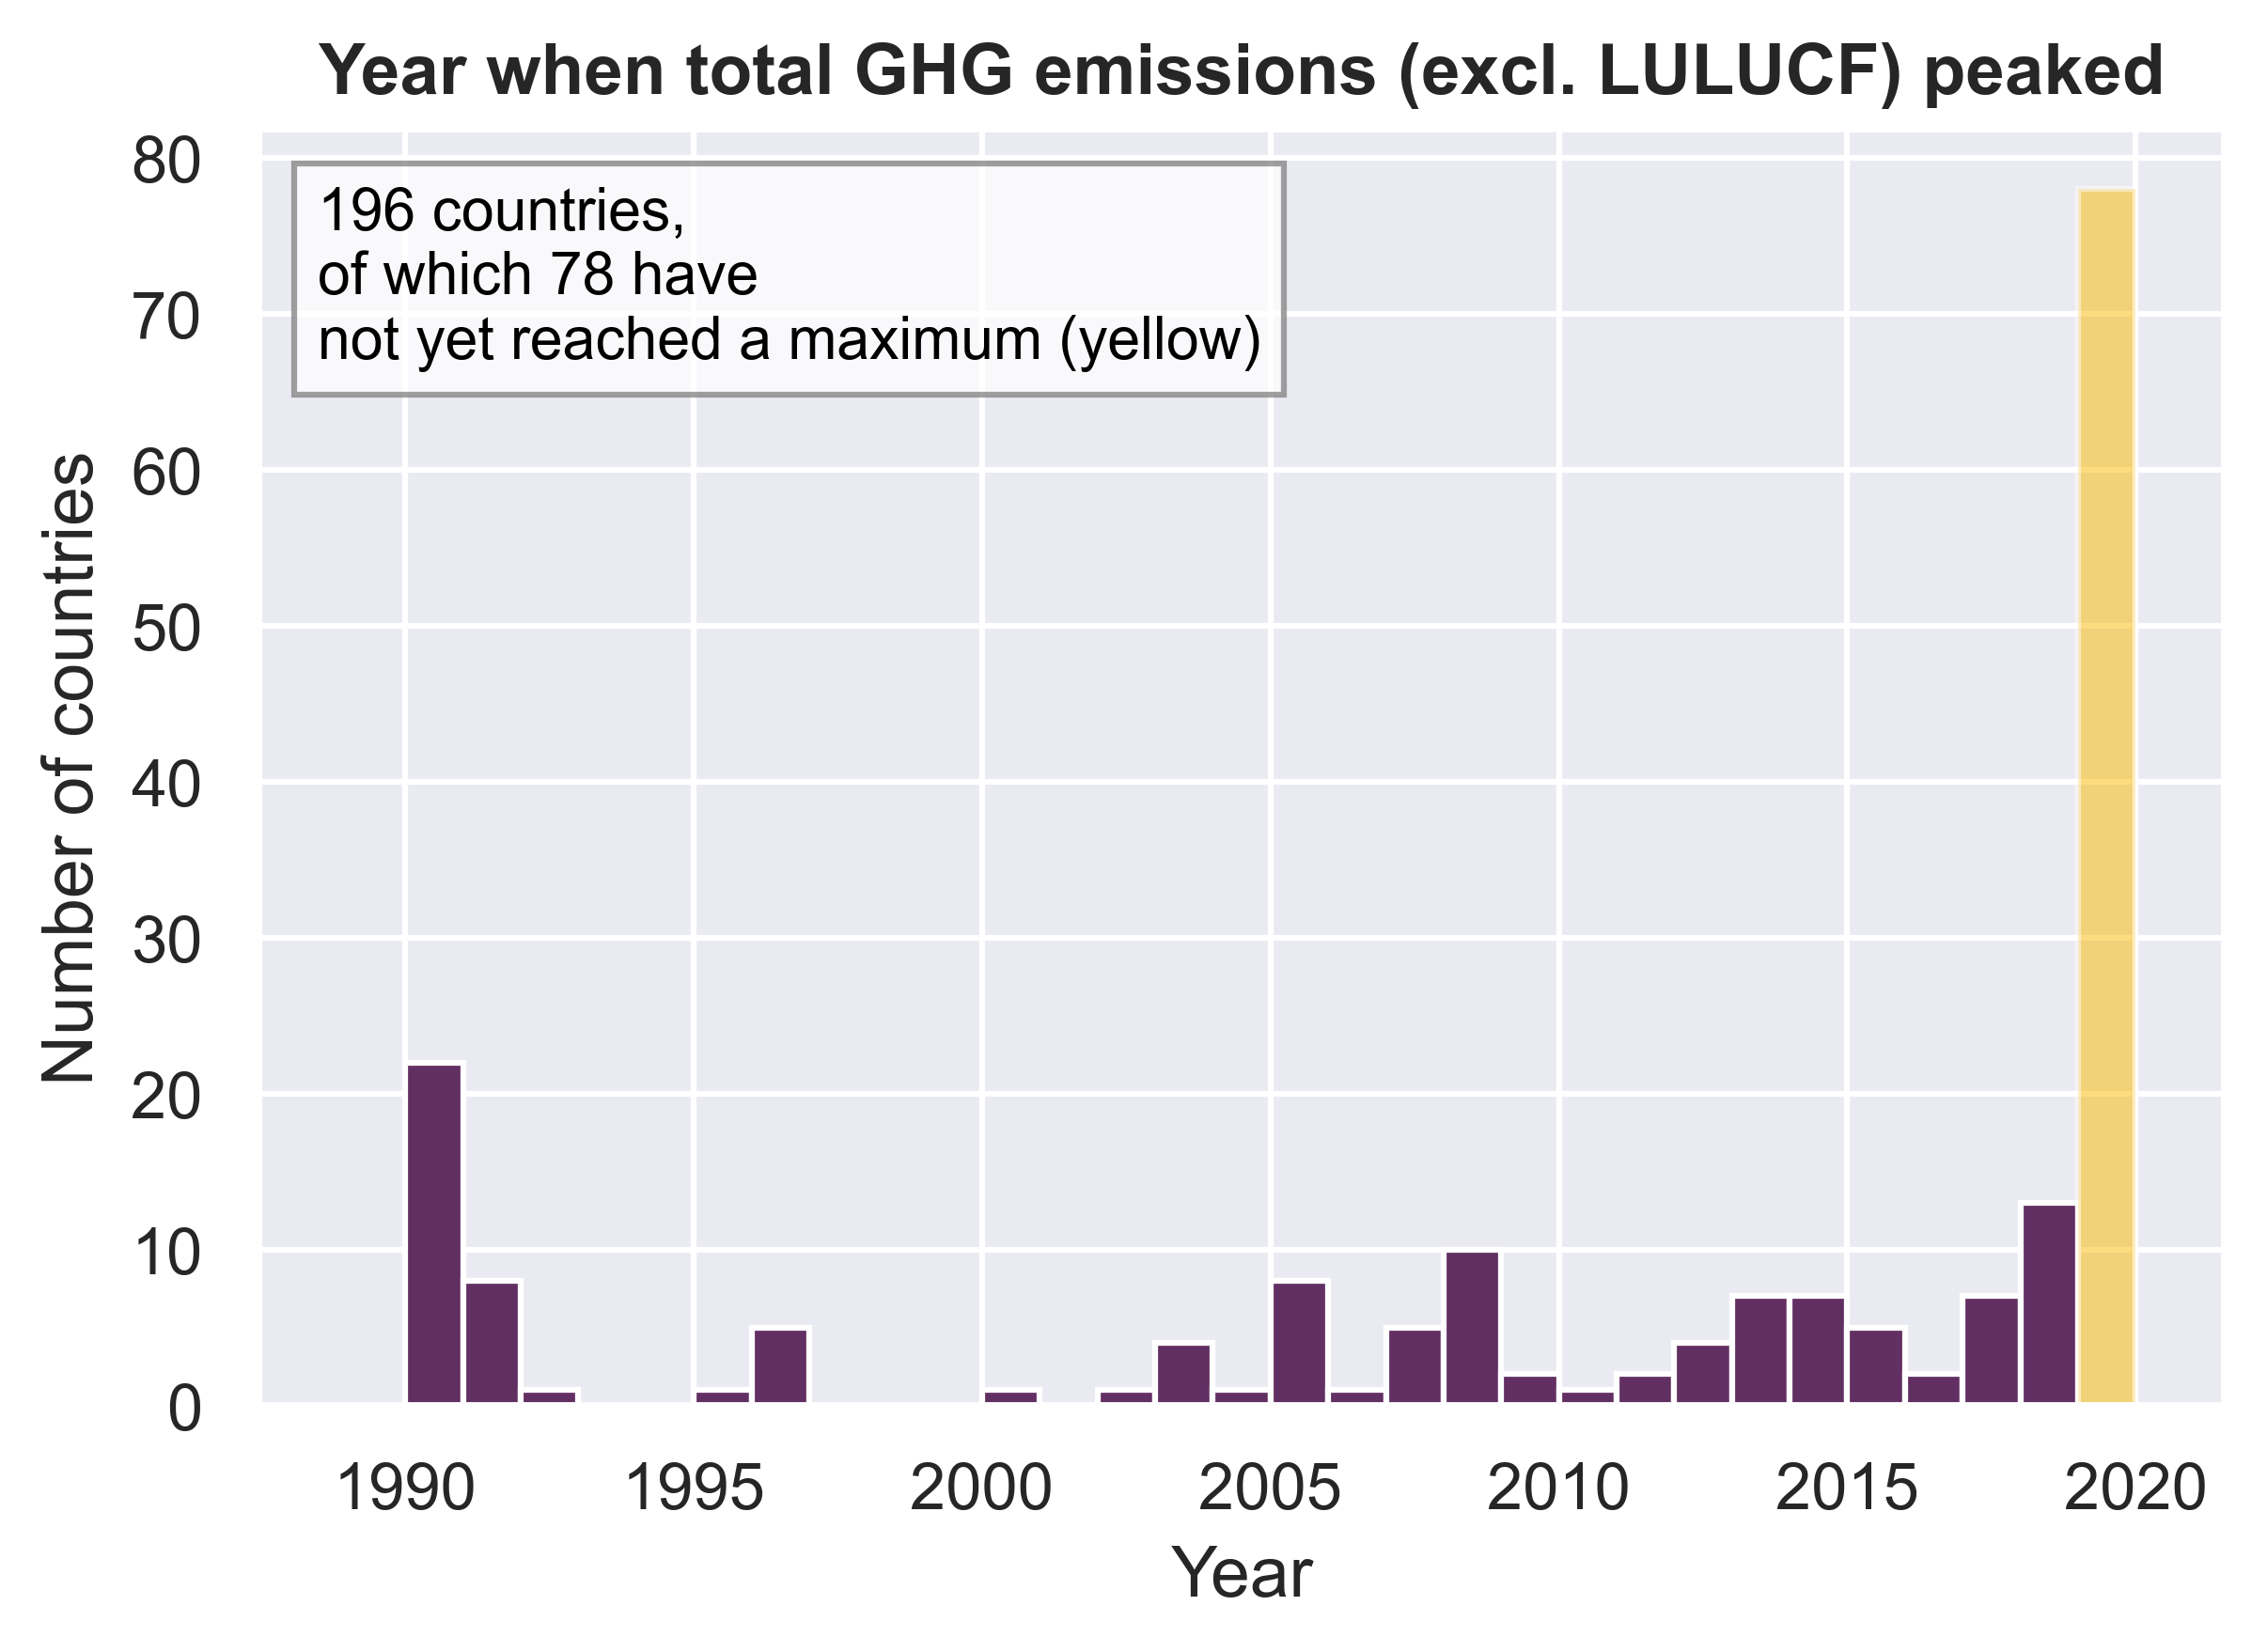 Year when total GHG emissions (excl. LULUCF) peaked
80
70
60
50
40
30
20
10
0
Number of countries
196 countries,
of which 78 have
not yet reached a maximum (yellow)
1990 1995 2000 2005 2010 2015 2020
Year